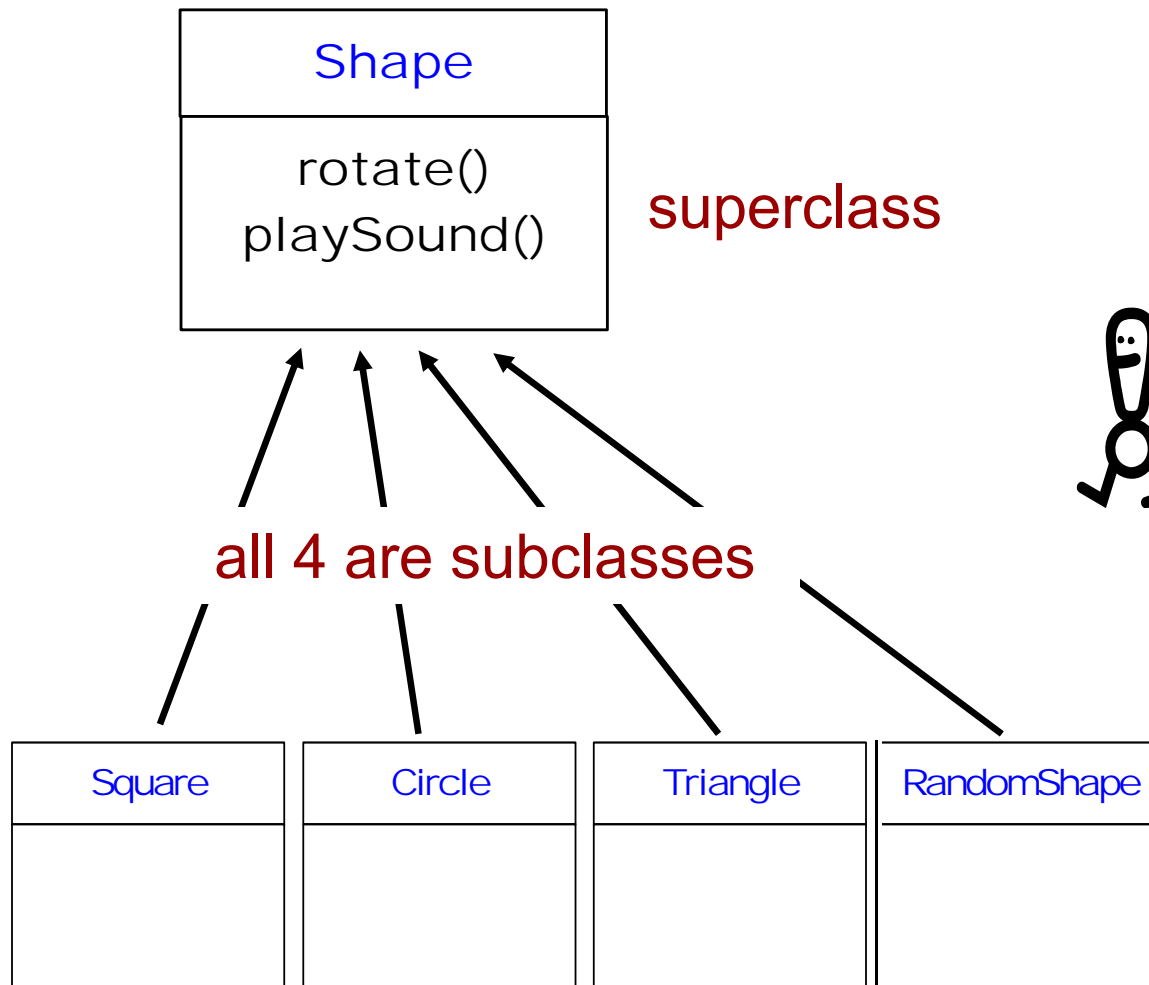 Shape
rotate()
playSound()
superclass
all 4 are subclasses
Square
Circle
Triangle
RandomShape